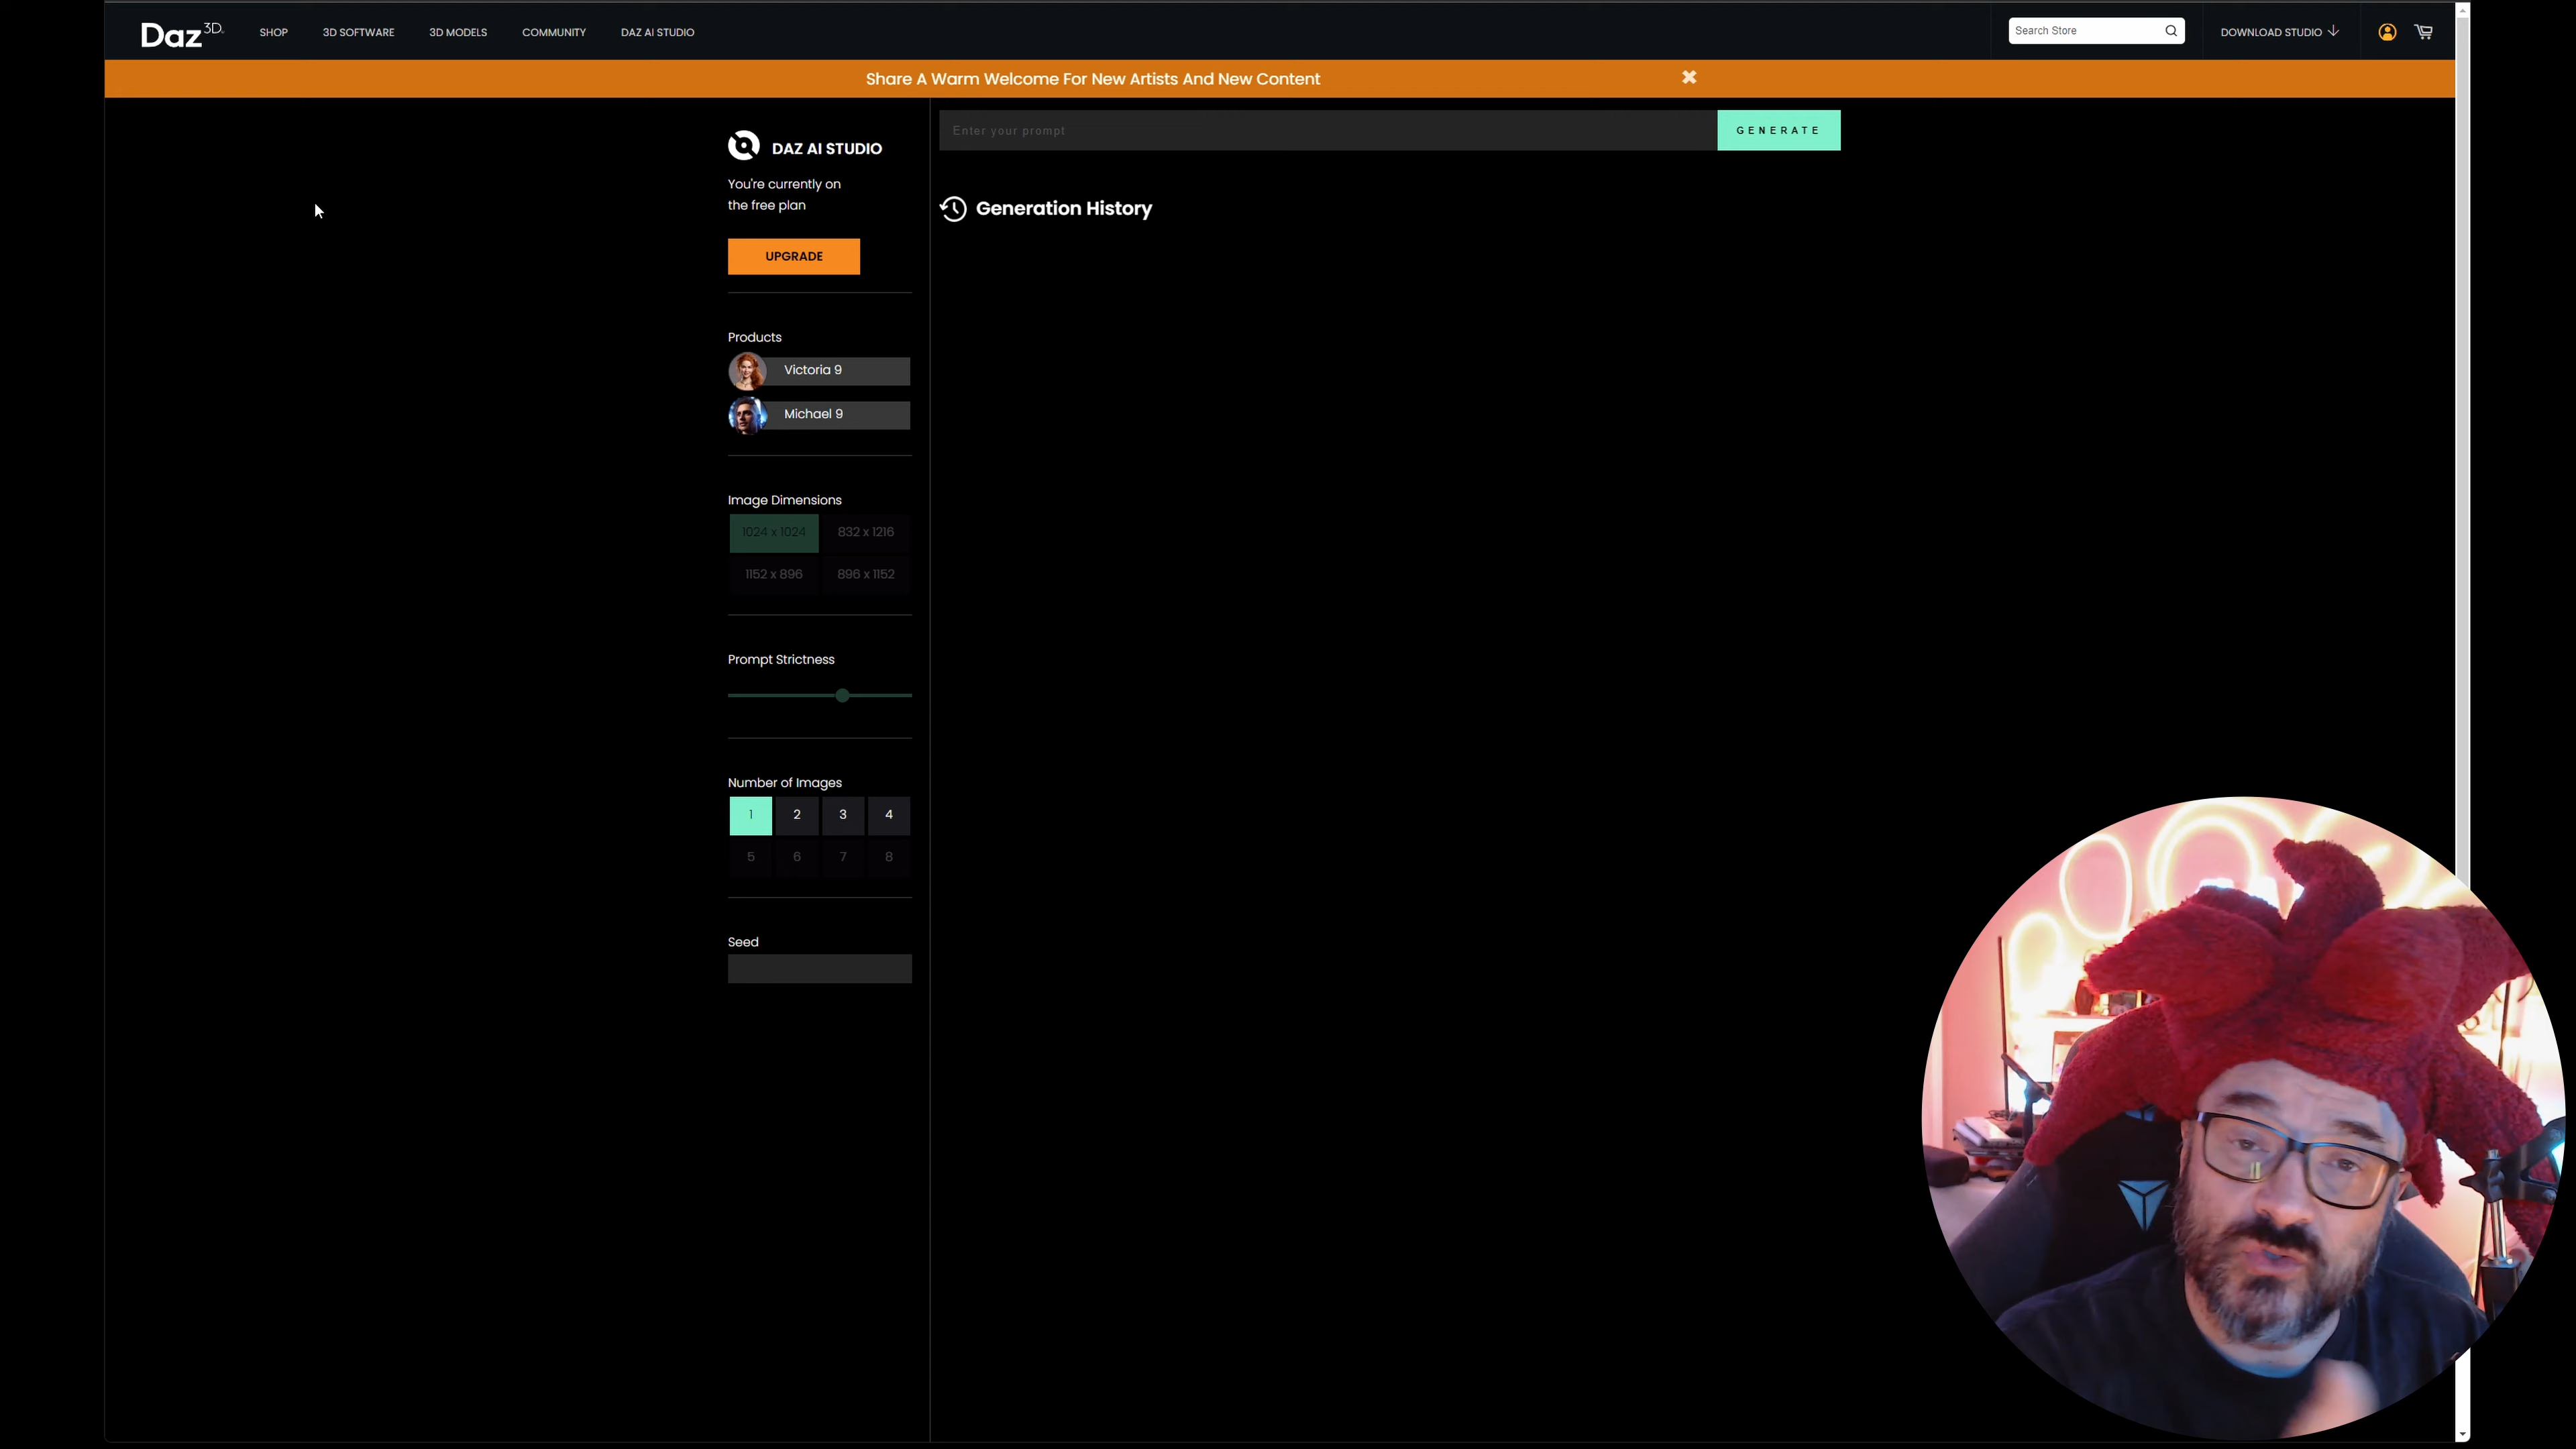 Daz 3D
SHOP
3D SOFTWARE
3D MODELS
COMMUNITY
DAZ AI STUDIO
Search Store
DOWNLOAD STUDIO
Share A Warm Welcome For New Artists And New Content
DAZ AI STUDIO
You're currently on
the free plan
UPGRADE
Products
Victoria 9
Michael 9
Image Dimensions
1024 x 1024
832 x 1216
1152 x 896
896 x 1152
Prompt Strictness
Number of Images
1 2 3 4
5 6 7 8
Seed
Enter your prompt
GENERATE
Generation History